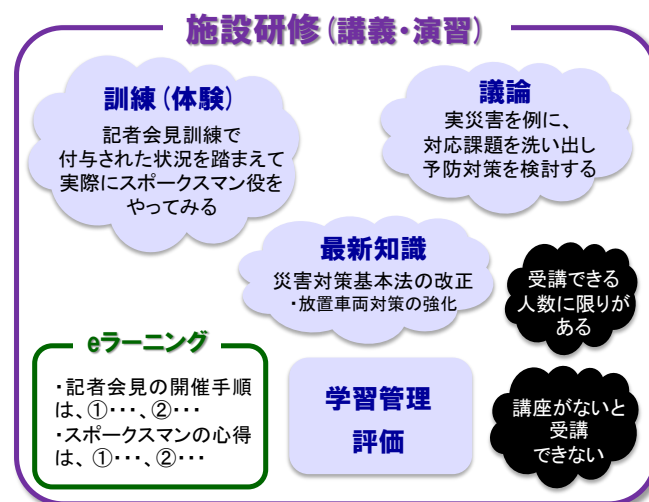 施設研修(講義・演習)
訓練(体験)
記者会見訓練で
付与された状況を踏まえて
実際にスポークスマン役を
やってみる
議論
実災害を例に、
対応課題を洗い出し
予防対策を検討する
最新知識
災害対策基本法の改正
・放置車両対策の強化
受講できる
人数に限りが
ある
eラーニング
・記者会見の開催手順
は、①・・・、②・・・
・スポークスマンの心得
は、①・・・、②・・・
学習管理
評価
講座がないと
受講
できない